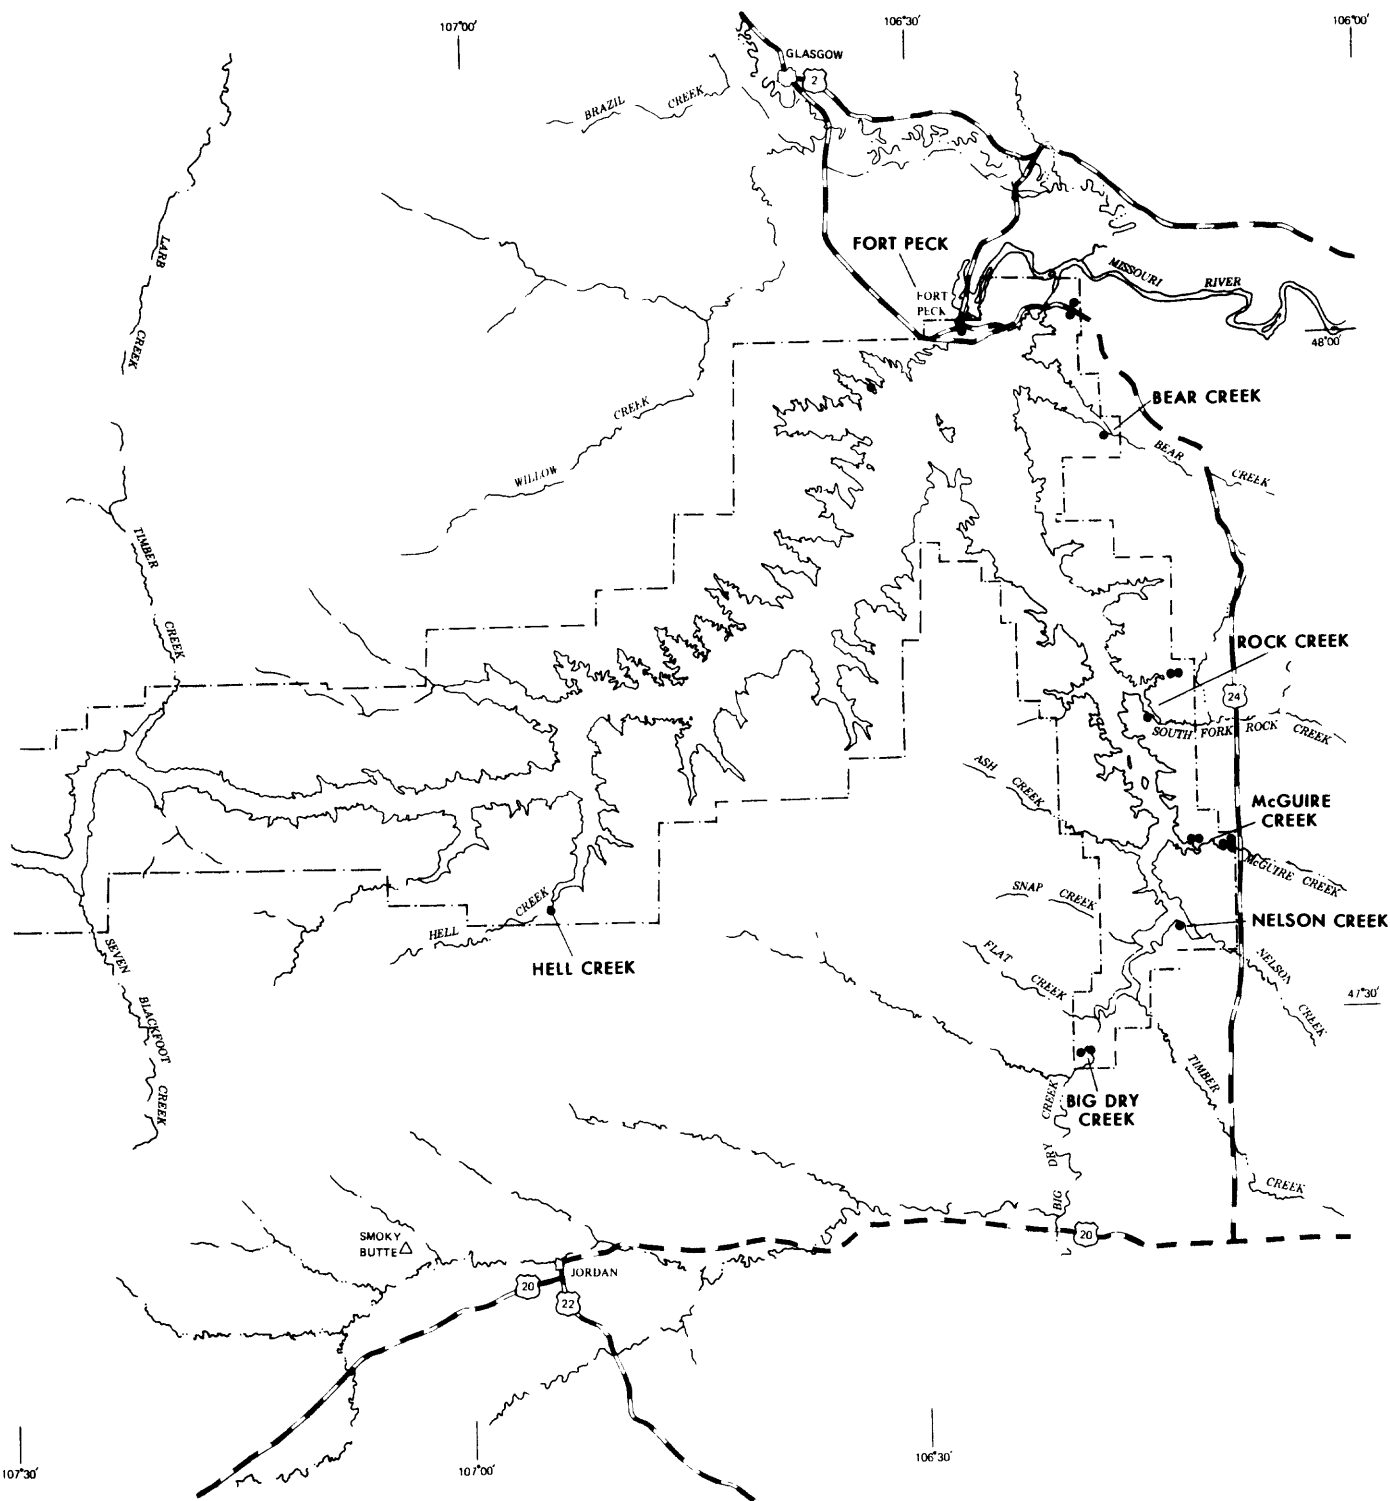 107°00'
106°30'
106°00'
GLASGOW
2
BRAZIL CREEK
LARB CREEK
FORT PECK
FORT
PECK
MISSOURI RIVER
48°00'
BEAR CREEK
BEAR CREEK
WILLOW CREEK
TIMBER CREEK
ROCK CREEK
24
SOUTH FORK ROCK CREEK
ASH CREEK
McGUIRE
CREEK
McGUIRE CREEK
SNAP CREEK
HELL CREEK
NELSON CREEK
HELL CREEK
FLAT CREEK
NELSON CREEK
SEVEN BLACKFOOT CREEK
47°30'
TIMBER CREEK
BIG DRY
CREEK
BIG DRY CREEK
SMOKY
BUTTE
20
JORDAN
20
22
106°30'
107°00'
107°30'